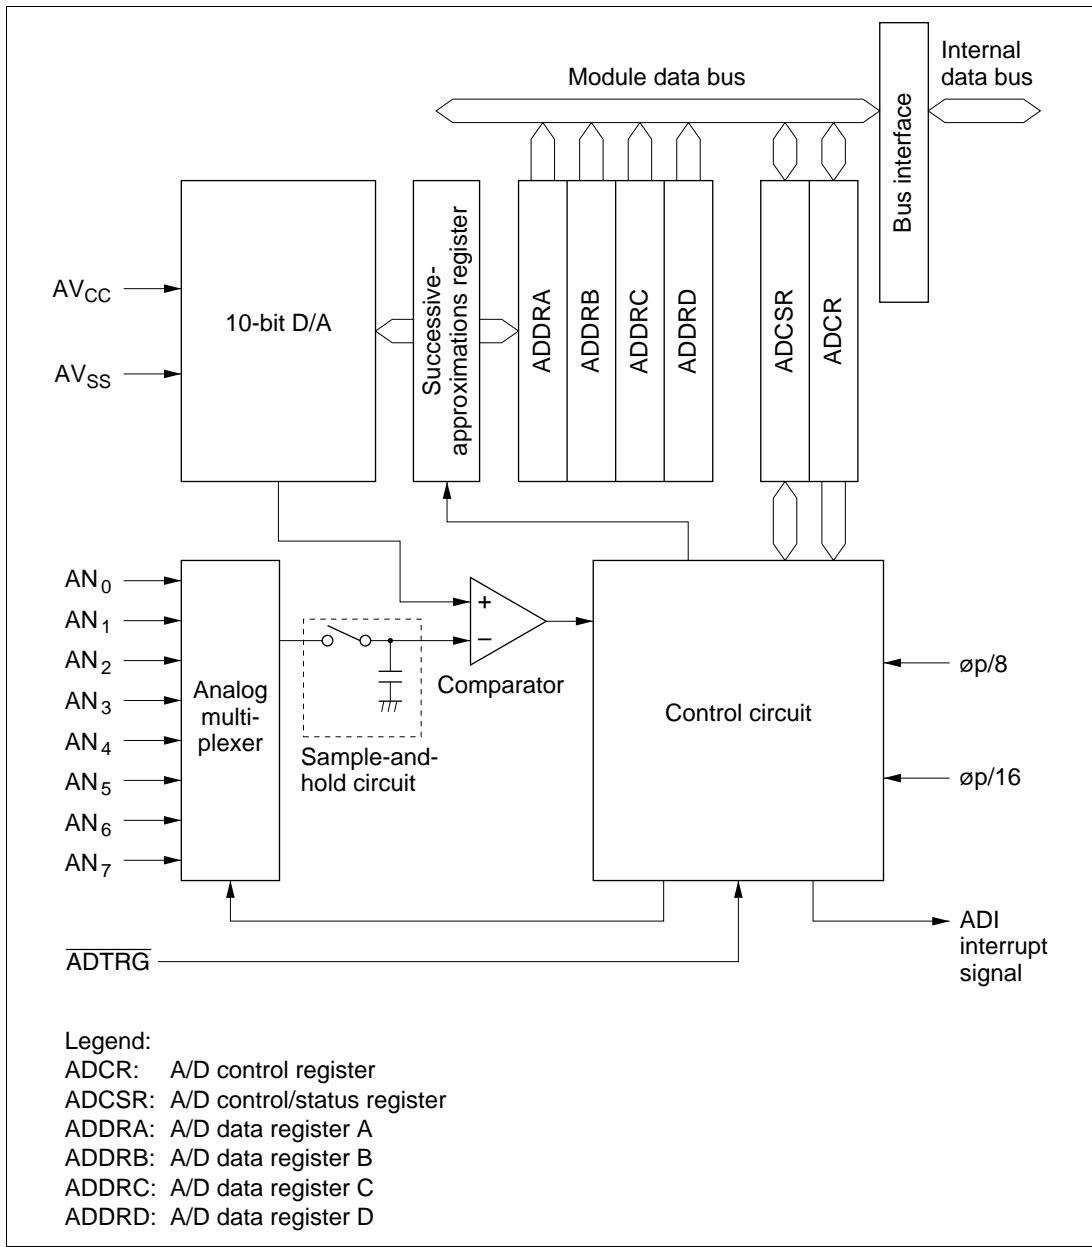 Internal
data bus
Module data bus
Bus interface
AVCC
AVSS
10-bit D/A
Successive-
approximations register
ADDRA
ADDRB
ADDRC
ADDRD
ADCSR
ADCR
AN0
AN1
AN2
AN3
AN4
AN5
AN6
AN7
Analog
multi-
plexer
+
−
Comparator
Sample-and-
hold circuit
Control circuit
øp/8
øp/16
ADTRG
ADI
interrupt
signal
Legend:
ADCR: A/D control register
ADCSR: A/D control/status register
ADDRA: A/D data register A
ADDRB: A/D data register B
ADDRC: A/D data register C
ADDRD: A/D data register D